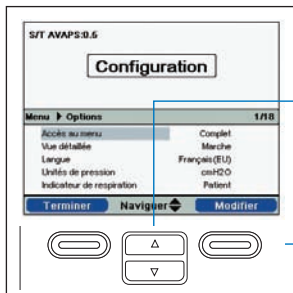 S/T AVAPS:0.5
Configuration
Menu Options 1/18
Accès au menu Complet
Vue détaillée Marche
Langue Français(EU)
Unités de pression cmH2O
Indicateur de respiration Patient
Terminer Naviguer Modifier